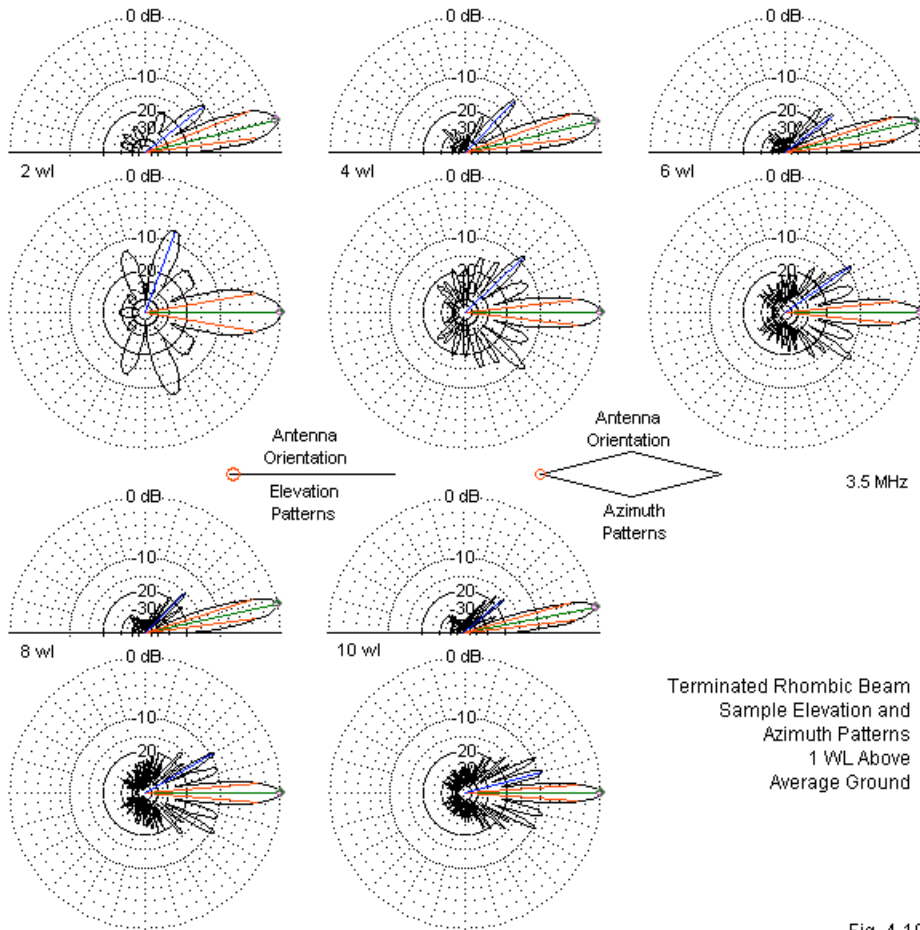 0 dB
-10
20
30
2 wl
0 dB
-10
20
30
4 wl
0 dB
-10
20
30
6 wl
0 dB
-10
20
0 dB
-10
20
0 dB
-10
20
Antenna
Orientation
Elevation
Patterns
Antenna
Orientation
Azimuth
Patterns
3.5 MHz
0 dB
-10
20
30
8 wl
0 dB
-10
20
30
10 wl
0 dB
-10
20
0 dB
-10
20
Terminated Rhombic Beam
Sample Elevation and
Azimuth Patterns
1 WL Above
Average Ground